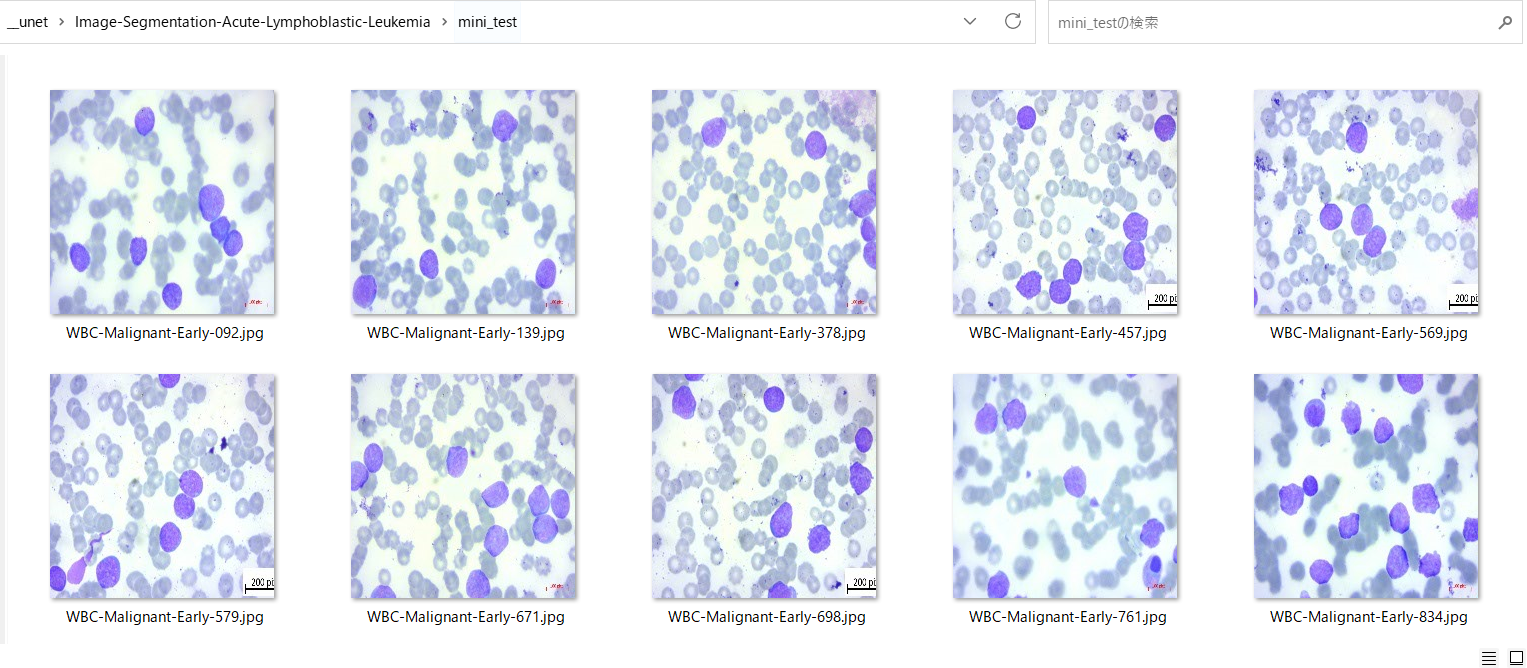 __unet > Image-Segmentation-Acute-Lymphoblastic-Leukemia > mini_test
mini_testの検索
200 pi
200 pi
WBC-Malignant-Early-092.jpg
WBC-Malignant-Early-139.jpg
WBC-Malignant-Early-378.jpg
WBC-Malignant-Early-457.jpg
WBC-Malignant-Early-569.jpg
200 pi
200 pi
WBC-Malignant-Early-579.jpg
WBC-Malignant-Early-671.jpg
WBC-Malignant-Early-698.jpg
WBC-Malignant-Early-761.jpg
WBC-Malignant-Early-834.jpg